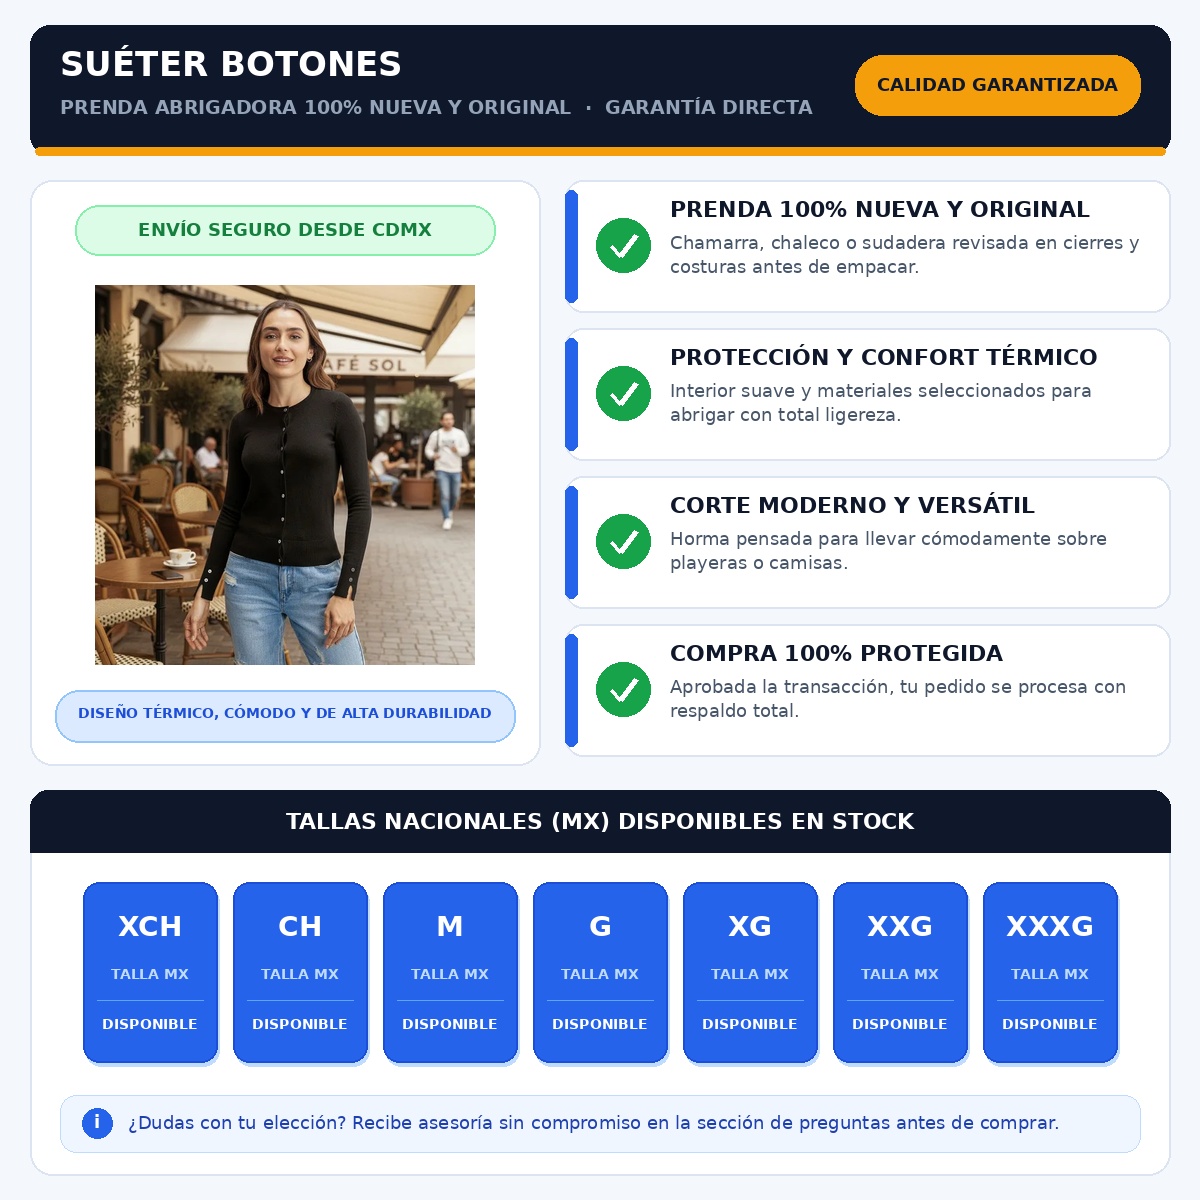 SUÉTER BOTONES
PRENDA ABRIGADORA 100% NUEVA Y ORIGINAL · GARANTÍA DIRECTA
CALIDAD GARANTIZADA
ENVÍO SEGURO DESDE CDMX
AFÉ SOL
DISEÑO TÉRMICO, CÓMODO Y DE ALTA DURABILIDAD
PRENDA 100% NUEVA Y ORIGINAL
Chamarra, chaleco o sudadera revisada en cierres y
costuras antes de empacar.
PROTECCIÓN Y CONFORT TÉRMICO
Interior suave y materiales seleccionados para
abrigar con total ligereza.
CORTE MODERNO Y VERSÁTIL
Horma pensada para llevar cómodamente sobre
playeras o camisas.
COMPRA 100% PROTEGIDA
Aprobada la transacción, tu pedido se procesa con
respaldo total.
TALLAS NACIONALES (MX) DISPONIBLES EN STOCK
XCH
TALLA MX
DISPONIBLE
CH
TALLA MX
DISPONIBLE
M
TALLA MX
DISPONIBLE
G
TALLA MX
DISPONIBLE
XG
TALLA MX
DISPONIBLE
XXG
TALLA MX
DISPONIBLE
XXXG
TALLA MX
DISPONIBLE
i
¿Dudas con tu elección? Recibe asesoría sin compromiso en la sección de preguntas antes de comprar.